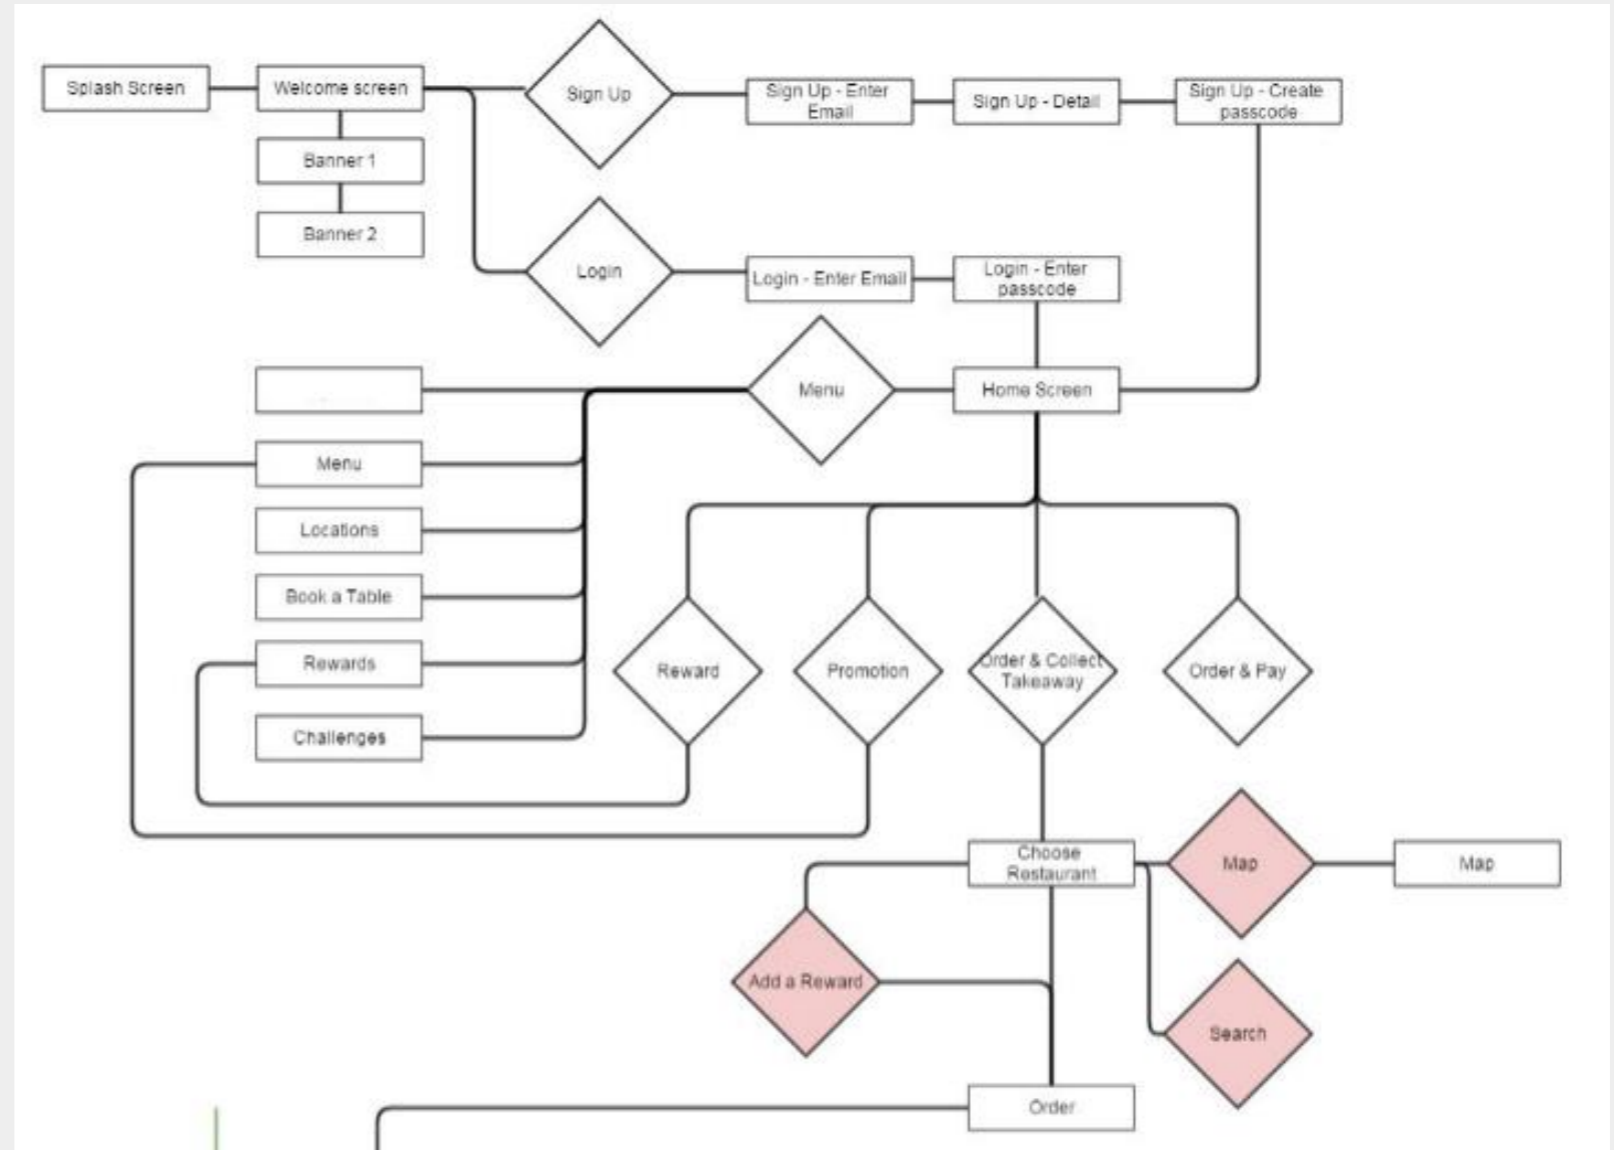 Splash Screen
Welcome screen
Sign Up
Sign Up - Enter
Email
Sign Up - Detail
Sign Up - Create
passcode
Banner 1
Banner 2
Login
Login - Enter Email
Login - Enter
passcode
Menu
Home Screen
Menu
Locations
Book a Table
Rewards
Challenges
Reward
Promotion
Order & Collect
Takeaway
Order & Pay
Choose
Restaurant
Map
Map
Add a Reward
Search
Order